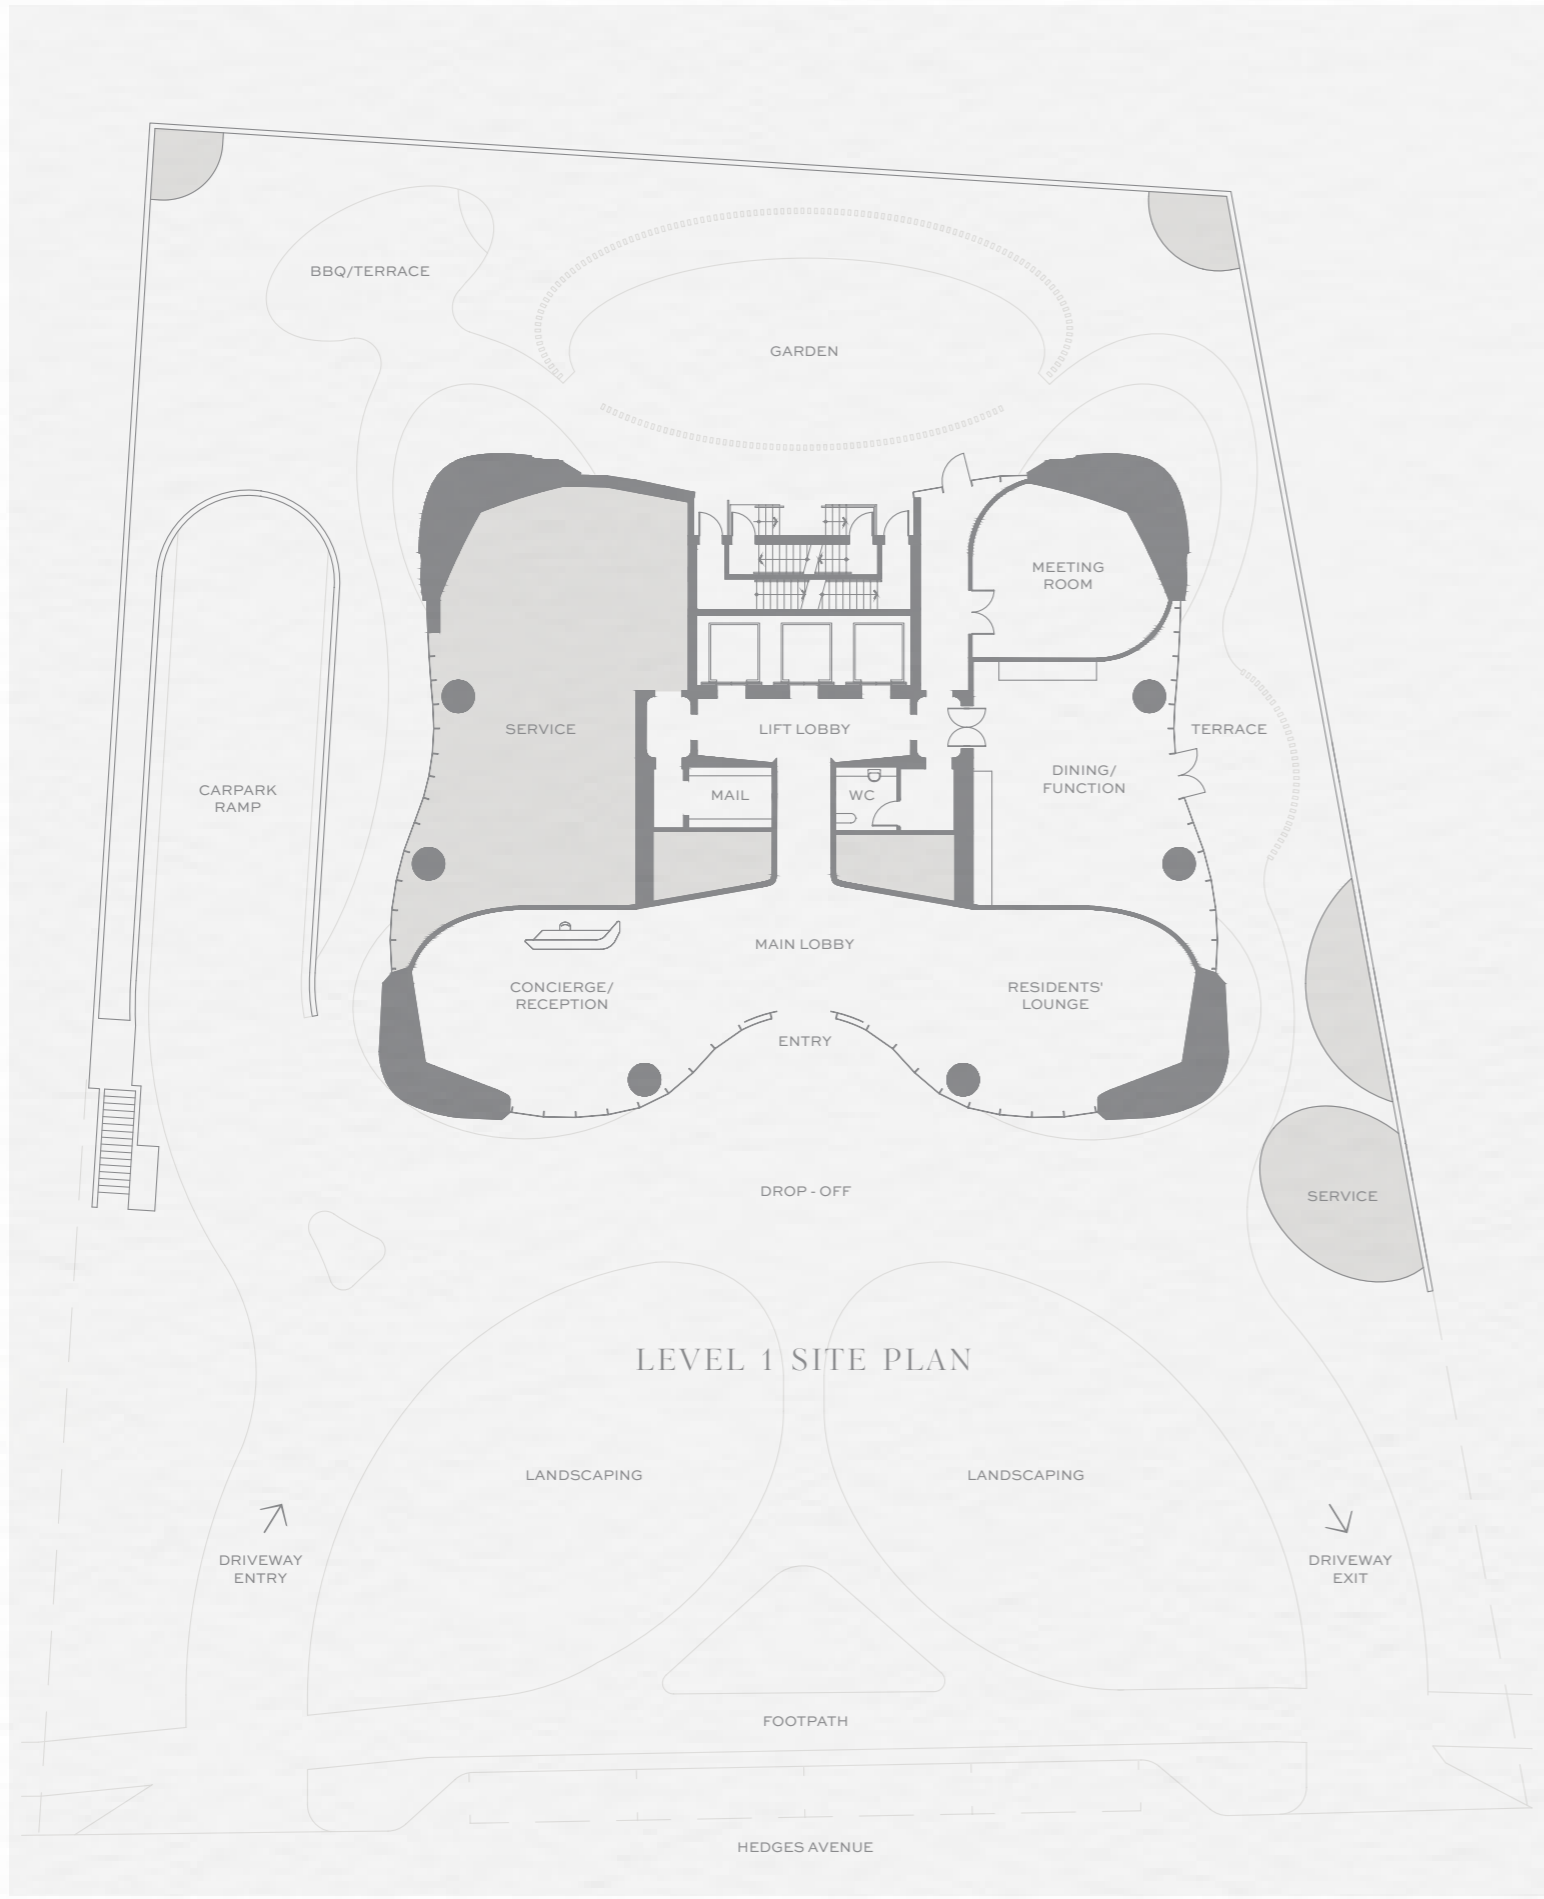 BBQ/TERRACE
GARDEN
MEETING
ROOM
SERVICE
LIFT LOBBY
TERRACE
DINING/
FUNCTION
CARPARK
RAMP
MAIL
WC
MAIN LOBBY
CONCIERGE/
RECEPTION
RESIDENTS'
LOUNGE
ENTRY
DROP - OFF
SERVICE
LEVEL 1 SITE PLAN
LANDSCAPING
LANDSCAPING
DRIVEWAY
ENTRY
DRIVEWAY
EXIT
FOOTPATH
HEDGES AVENUE